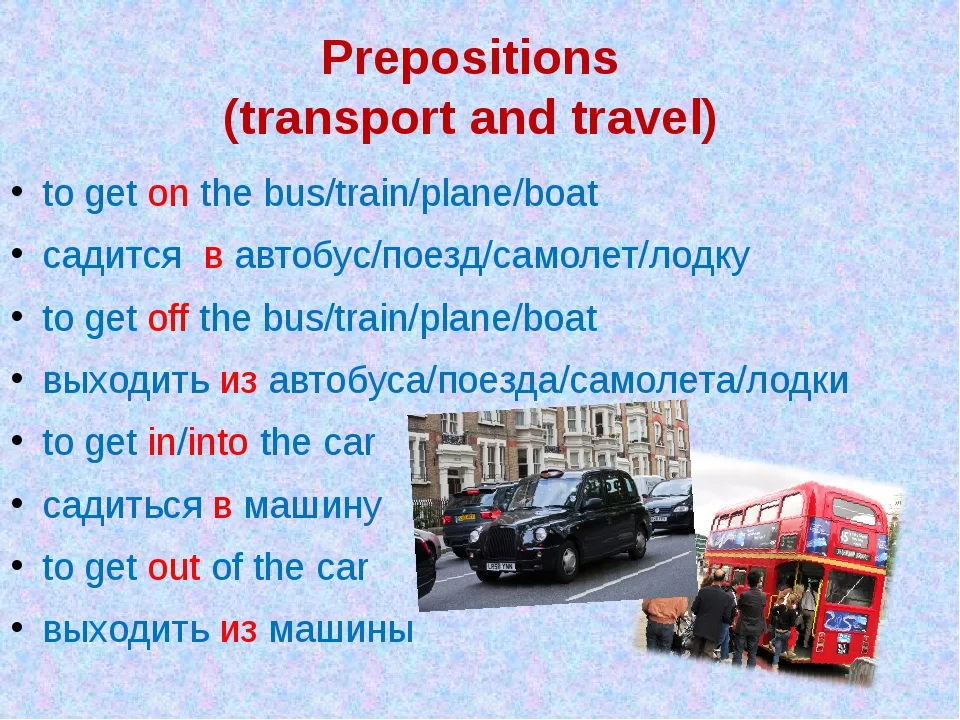 Prepositions
(transport and travel)
• to get on the bus/train/plane/boat
• садится в автобус/поезд/самолет/лодку
• to get off the bus/train/plane/boat
• выходить из автобуса/поезда/самолета/лодки
• to get in/into the car
• садиться в машину
• to get out of the car
• выходить из машины